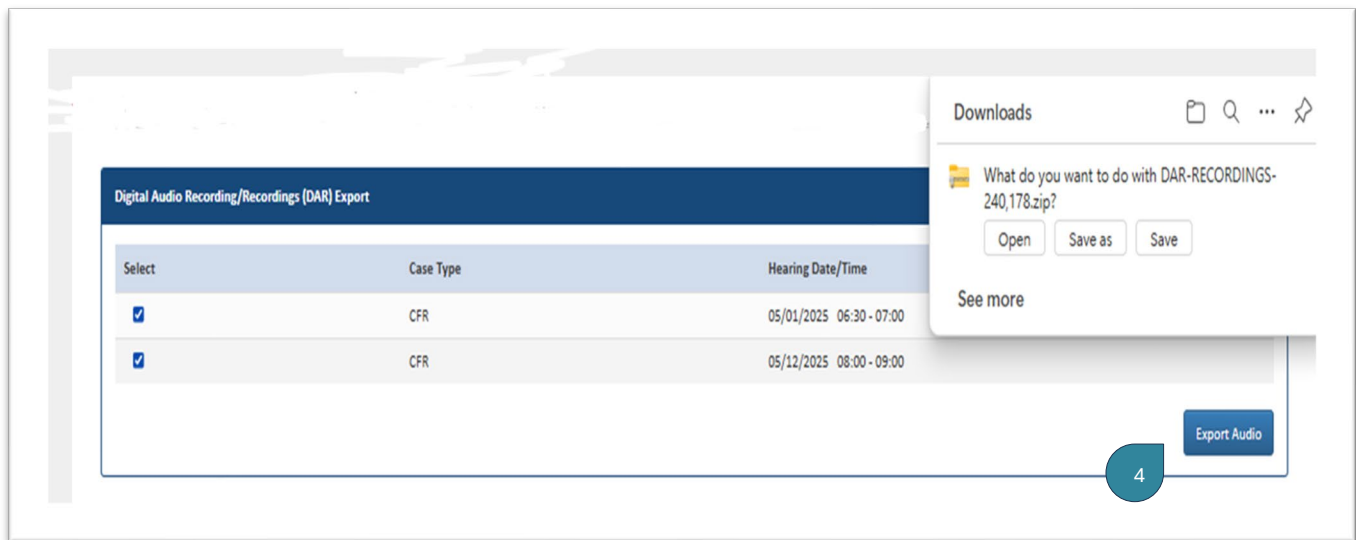 Downloads
What do you want to do with DAR-RECORDINGS-
240,178.zip?
Open Save as Save
See more
Digital Audio Recording/Recordings (DAR) Export
Select Case Type Hearing Date/Time
CFR 05/01/2025 06:30 - 07:00
CFR 05/12/2025 08:00 - 09:00
Export Audio
4